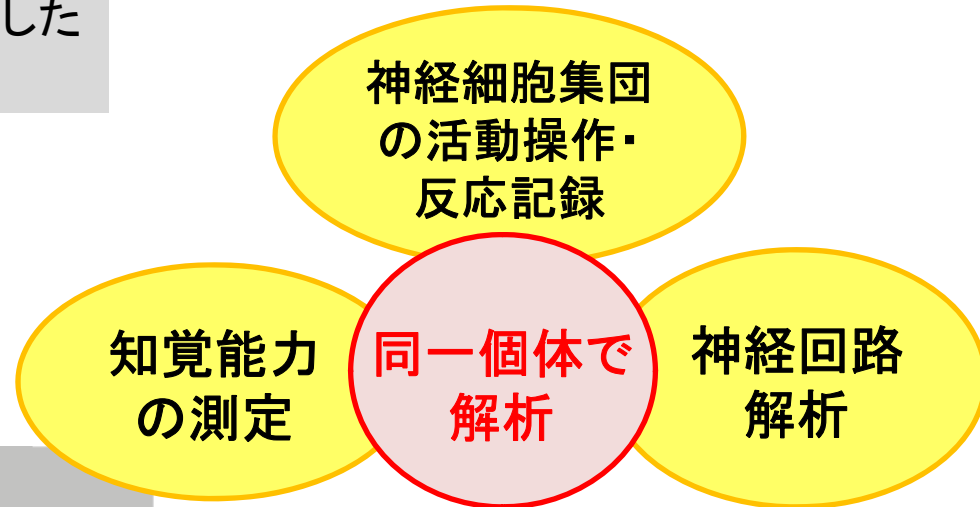 した
神経細胞集団
の活動操作・
反応記録
知覚能力
の測定
同一個体で
解析
神経回路
解析